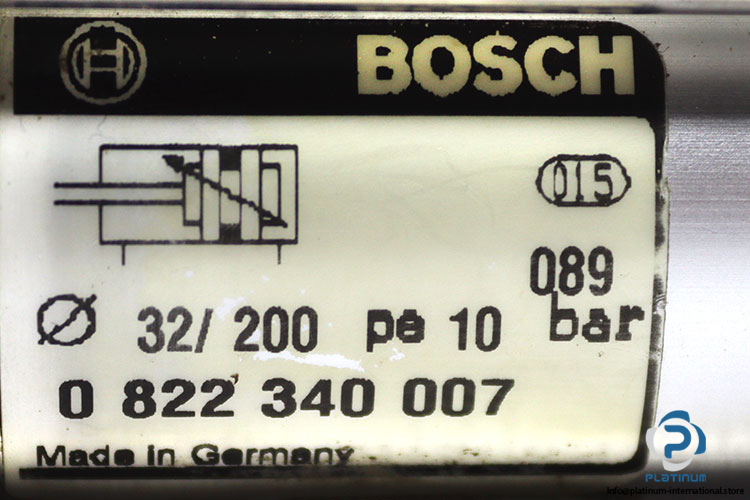 BOSCH
015
089
Ø 32/ 200 pe 10 bar
0 822 340 007
Made in Germany
PLATINUM
info@platinum-international.store